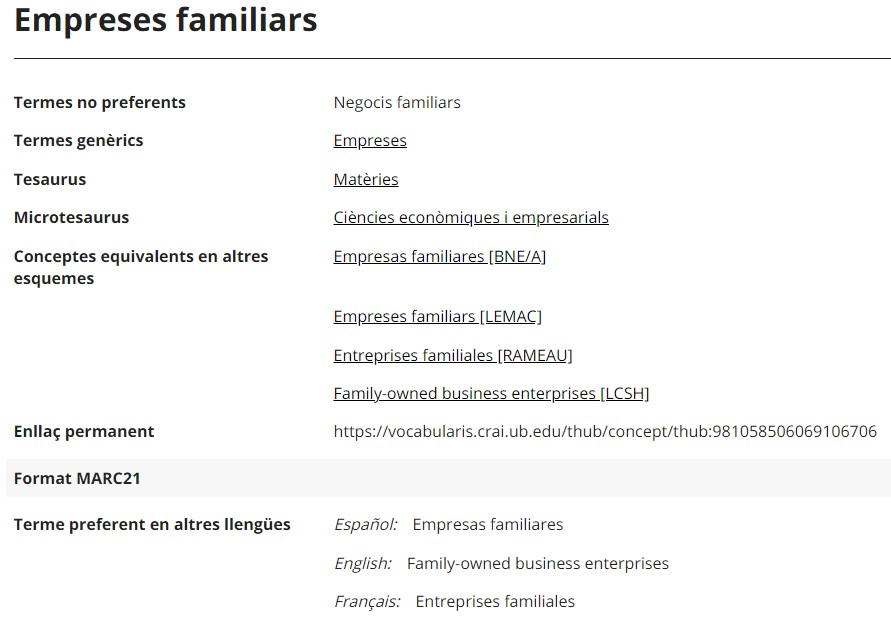 Empreses familiars
Termes no preferents Negocis familiars
Termes genèrics Empreses
Tesaurus Matèries
Microtesaurus Ciències econòmiques i empresarials
Conceptes equivalents en altres esquemes Empresas familiares [BNE/A]
Empreses familiars [LEMAC]
Entreprises familiales [RAMEAU]
Family-owned business enterprises [LCSH]
Enllaç permanent https://vocabularis.crai.ub.edu/thub/concept/thub:981058506069106706
Format MARC21
Terme preferent en altres llengües Español: Empresas familiares
English: Family-owned business enterprises
Français: Entreprises familiales